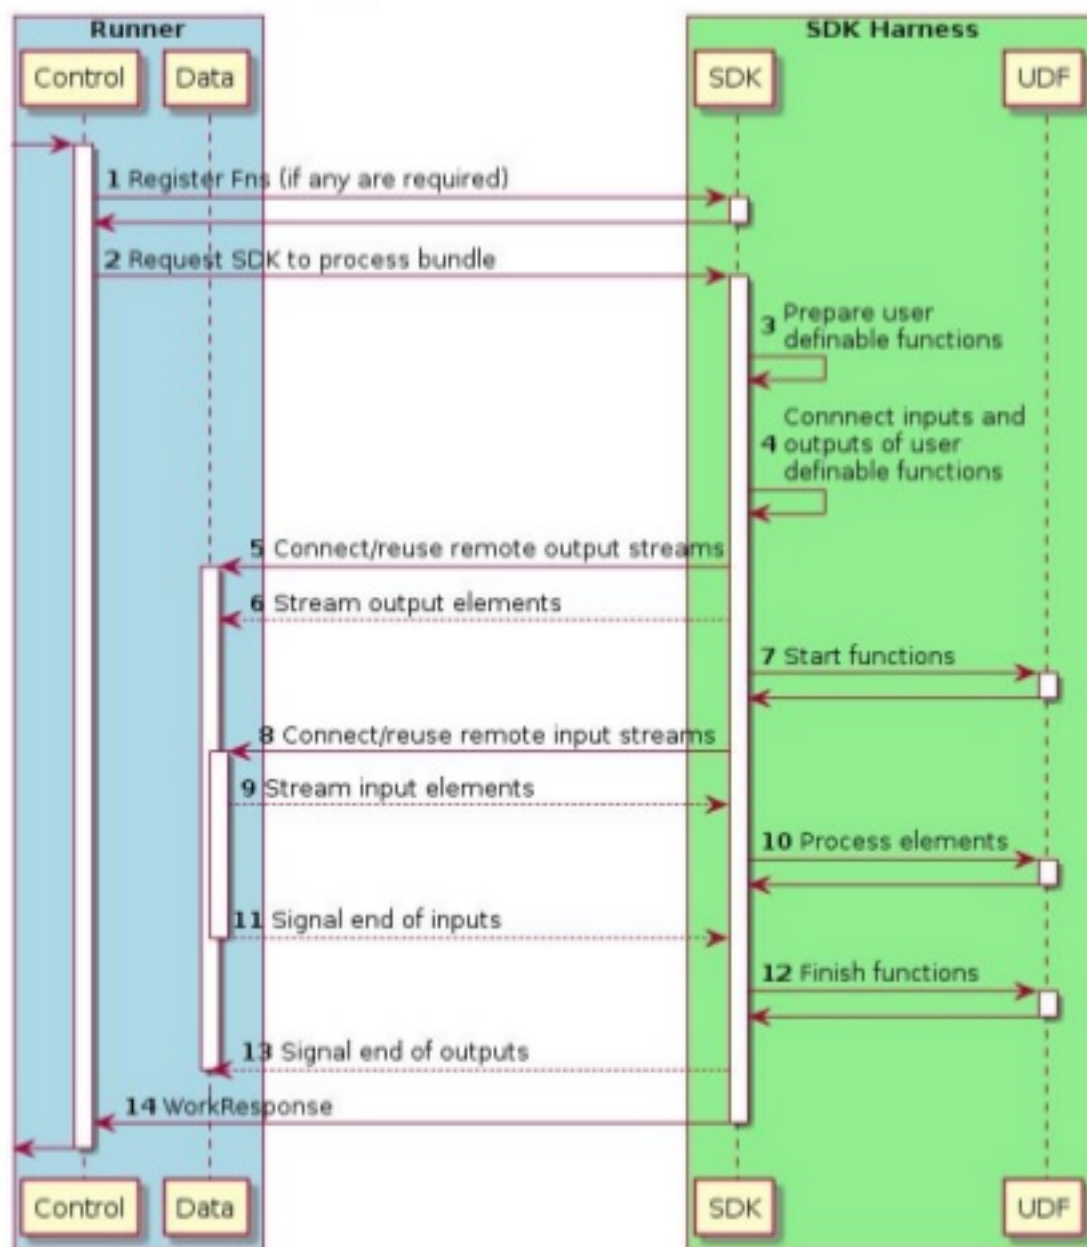 Runner
SDK Harness
Control
Data
SDK
UDF
1 Register Fns (if any are required)
2 Request SDK to process bundle
3 Prepare user
definable functions
Connnect inputs and
4 outputs of user
definable functions
5 Connect/reuse remote output streams
6 Stream output elements
7 Start functions
8 Connect/reuse remote input streams
9 Stream input elements
10 Process elements
11 Signal end of inputs
12 Finish functions
13 Signal end of outputs
14 WorkResponse
Control
Data
SDK
UDF